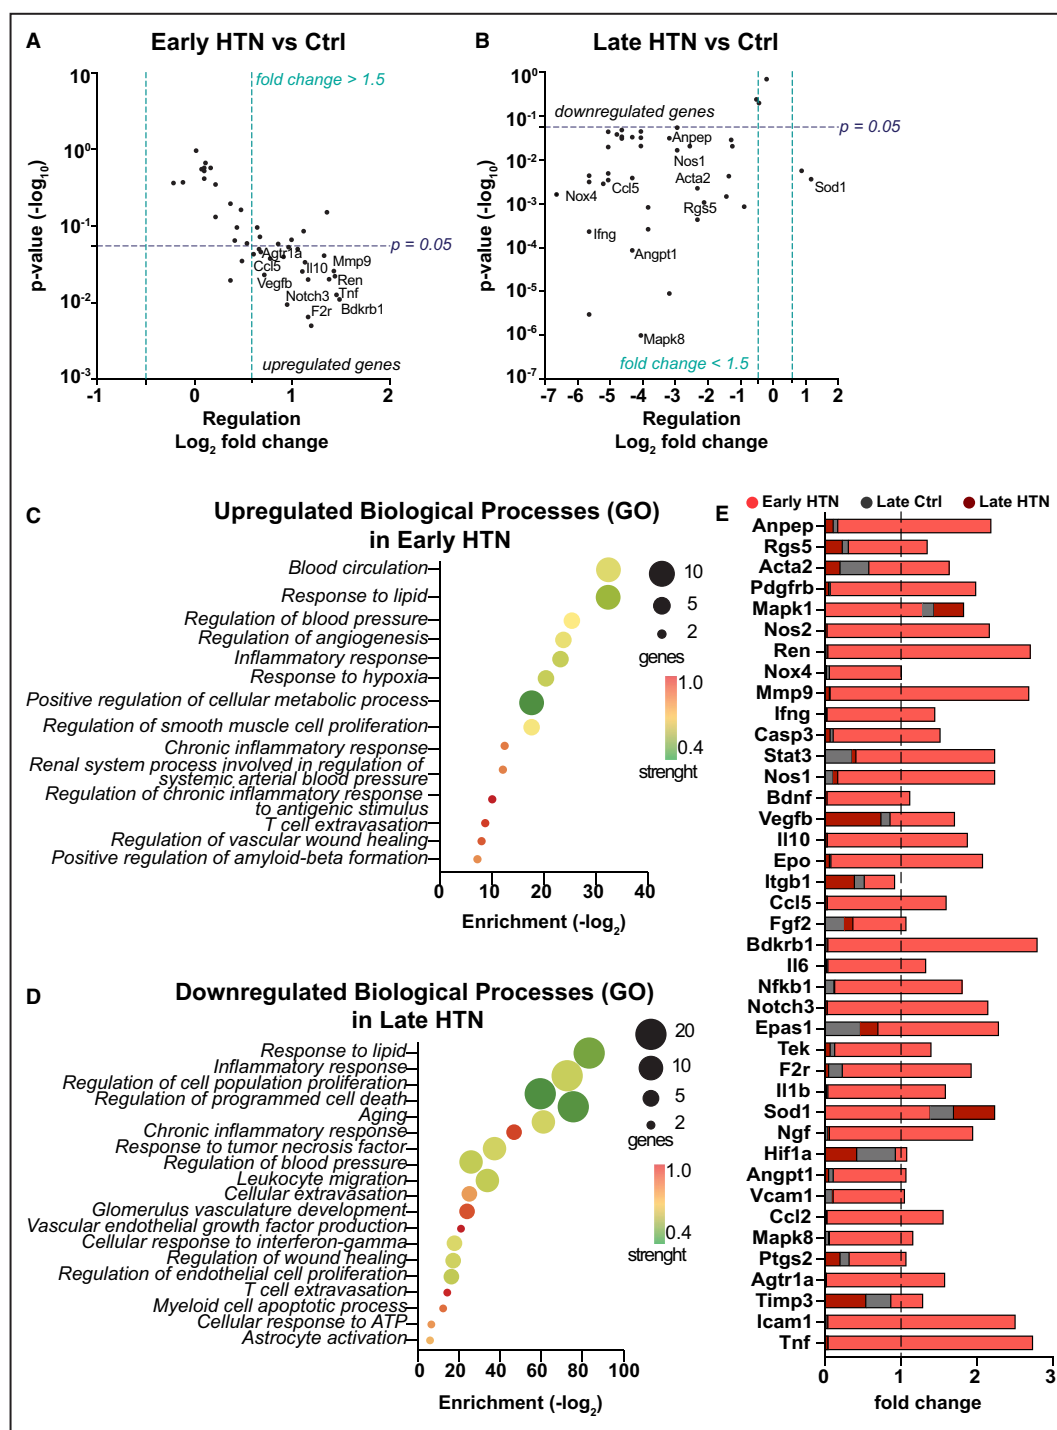 A
Early HTN vs Ctrl
fold change > 1.5
10
10⁰
10⁻¹
10⁻²
10⁻³
p-value (-log₁₀)
p = 0.05
Agtr1a
Ccl5
Il10
Mmp9
Vegfb
Ren
Notch3
Tnf
F2r
Bdkrb1
upregulated genes
-1
0
1
2
Regulation
Log₂ fold change
B
Late HTN vs Ctrl
10⁰
10⁻¹
10⁻²
10⁻³
10⁻⁴
10⁻⁵
10⁻⁶
10⁻⁷
p-value (-log₁₀)
downregulated genes
p = 0.05
Anpep
Nos1
Acta2
Ccl5
Nox4
Rgs5
Sod1
Ifng
Angpt1
Mapk8
fold change < 1.5
-7 -6 -5 -4 -3 -2 -1 0 1 2
Regulation
Log₂ fold change
C
Upregulated Biological Processes (GO)
in Early HTN
Blood circulation
Response to lipid
Regulation of blood pressure
Regulation of angiogenesis
Inflammatory response
Response to hypoxia
Positive regulation of cellular metabolic process
Regulation of smooth muscle cell proliferation
Chronic inflammatory response
Renal system process involved in regulation of
systemic arterial blood pressure
Regulation of chronic inflammatory response
to antigenic stimulus
T cell extravasation
Regulation of vascular wound healing
Positive regulation of amyloid-beta formation
0 10 20 30 40
Enrichment (-log₂)
10
5
2
genes
1.0
0.4
strenght
D
Downregulated Biological Processes (GO)
in Late HTN
Response to lipid
Inflammatory response
Regulation of cell population proliferation
Regulation of programmed cell death
Aging
Chronic inflammatory response
Response to tumor necrosis factor
Regulation of blood pressure
Leukocyte migration
Cellular extravasation
Glomerulus vasculature development
Vascular endothelial growth factor production
Cellular response to interferon-gamma
Regulation of wound healing
Regulation of endothelial cell proliferation
T cell extravasation
Myeloid cell apoptotic process
Cellular response to ATP
Astrocyte activation
0 20 40 60 80 100
Enrichment (-log₂)
20
10
5
2
genes
1.0
0.4
strenght
E
Early HTN
Late Ctrl
Late HTN
Anpep
Rgs5
Acta2
Pdgfrb
Mapk1
Nos2
Ren
Nox4
Mmp9
Ifng
Casp3
Stat3
Nos1
Bdnf
Vegfb
Il10
Epo
Itgb1
Ccl5
Fgf2
Bdkrb1
Il6
Nfkb1
Notch3
Epas1
Tek
F2r
Il1b
Sod1
Ngf
Hif1a
Angpt1
Vcam1
Ccl2
Mapk8
Ptgs2
Agtr1a
Timp3
Icam1
Tnf
0 1 2 3
fold change